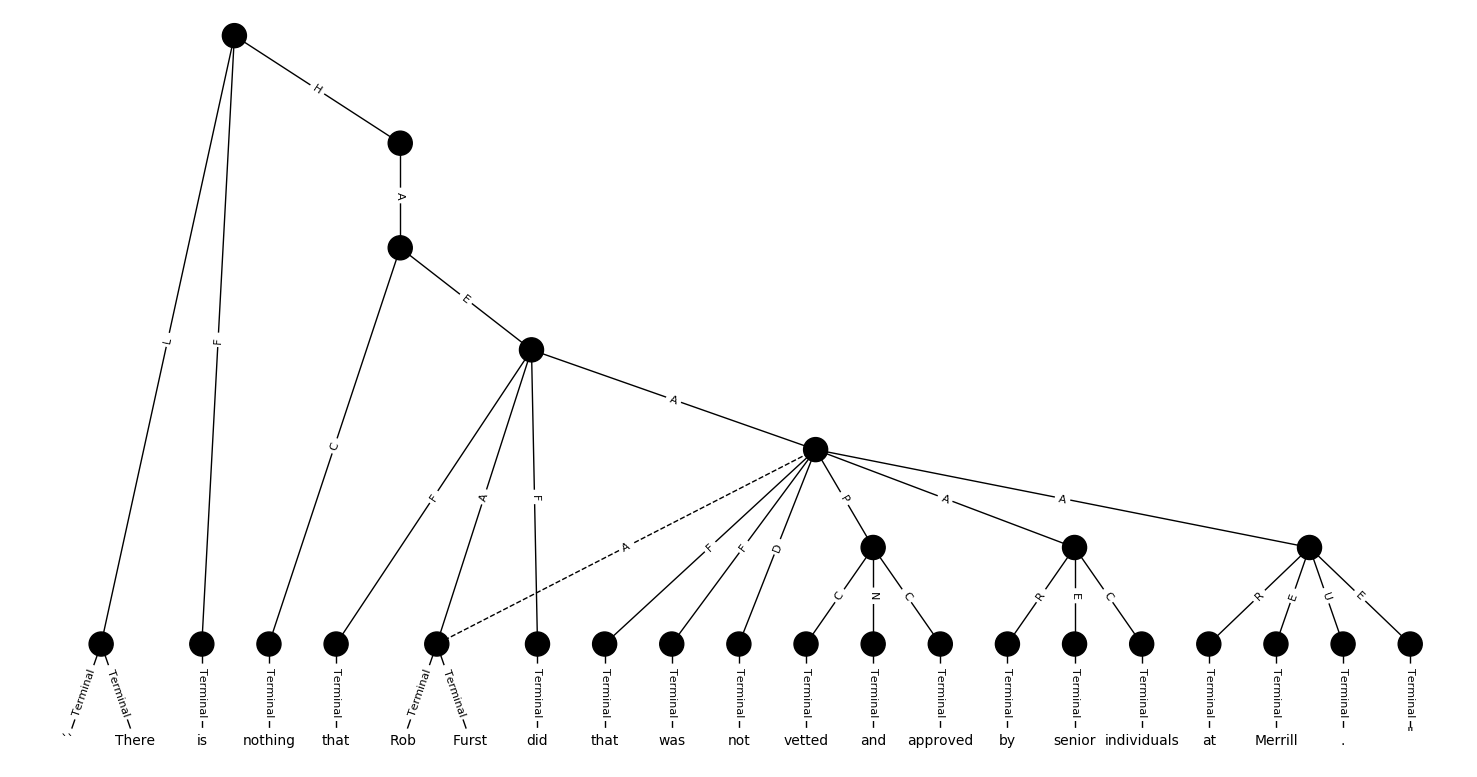 H
A
L
F
E
A
C
F
A
F
P
A
A
A
F
F
D
C
N
C
R
E
C
R
E
U
E
Terminal Terminal Terminal Terminal Terminal Terminal Terminal Terminal Terminal Terminal Terminal Terminal Terminal Terminal Terminal Terminal Terminal Terminal Terminal Terminal Terminal
`` There is nothing that Rob Furst did that was not vetted and approved by senior individuals at Merrill . "